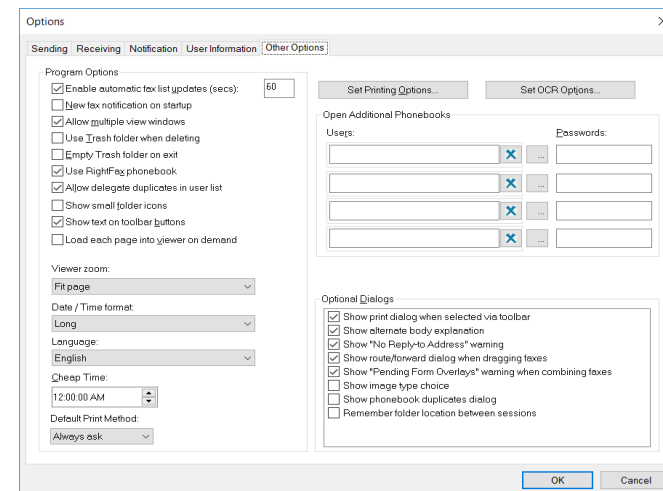 Options
Sending Receiving Notification User Information Other Options
Program Options
Enable automatic fax list updates (secs): 60
New fax notification on startup
Allow multiple view windows
Use Trash folder when deleting
Empty Trash folder on exit
Use RightFax phonebook
Allow delegate duplicates in user list
Show small folder icons
Show text on toolbar buttons
Load each page into viewer on demand
Viewer zoom:
Fit page
Date / Time format:
Long
Language:
English
Cheap Time:
12:00:00 AM
Default Print Method:
Always ask
Set Printing Options... Set OCR Options...
Open Additional Phonebooks
Users: Passwords:
...
...
...
...
Optional Dialogs
Show print dialog when selected via toolbar
Show alternate body explanation
Show "No Reply-to Address" warning
Show route/forward dialog when dragging faxes
Show "Pending Form Overlays" warning when combining faxes
Show image type choice
Show phonebook duplicates dialog
Remember folder location between sessions
OK Cancel